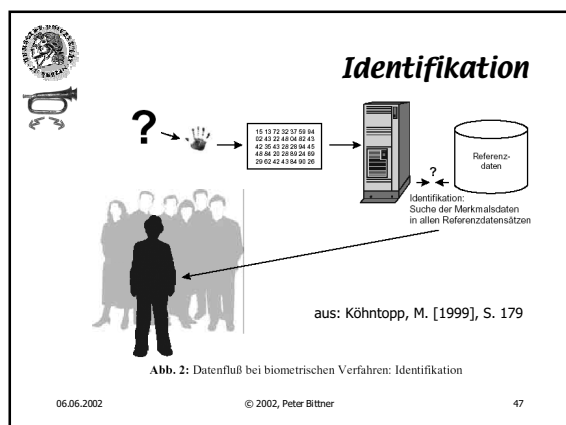 Identifikation
?
15 13 72 32 37 59 94
02 43 22 48 04 82 43
42 35 43 28 28 94 45
48 84 20 28 89 24 69
29 62 42 43 84 90 26
Referenz-
daten
?
Identifikation:
Suche der Merkmalsdaten
in allen Referenzdatensätzen
aus: Köhntopp, M. [1999], S. 179
Abb. 2: Datenfluß bei biometrischen Verfahren: Identifikation
06.06.2002 © 2002, Peter Bittner 47